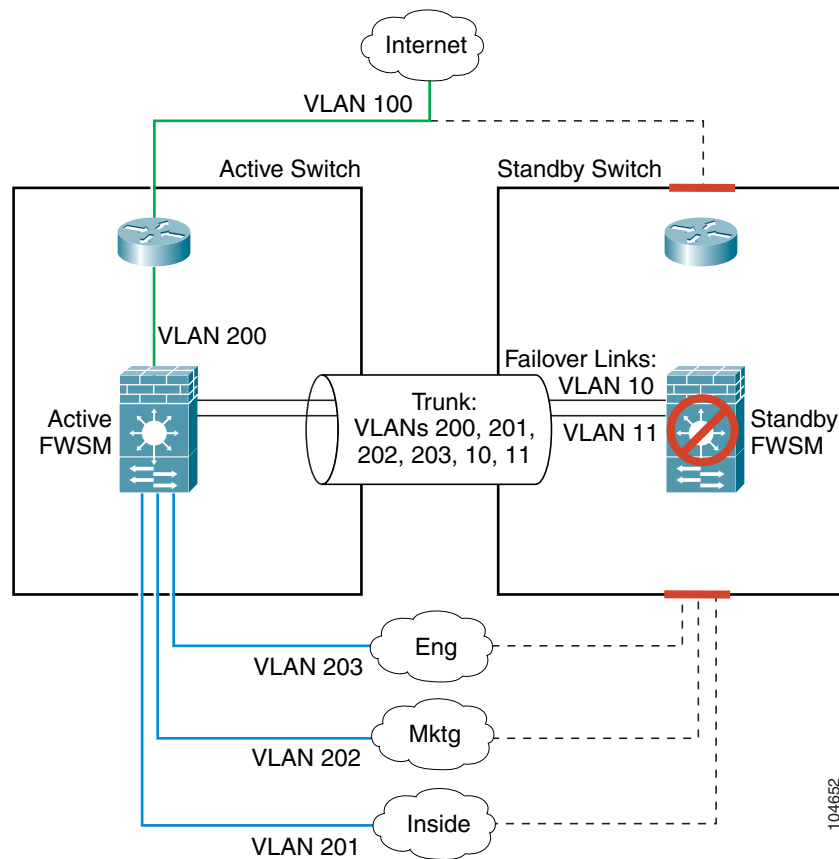 Internet
VLAN 100
Active Switch
Standby Switch
VLAN 200
Failover Links:
VLAN 10
Active
FWSM
Trunk:
VLANs 200, 201,
202, 203, 10, 11
VLAN 11
Standby
FWSM
Eng
VLAN 203
Mktg
VLAN 202
Inside
VLAN 201
104652